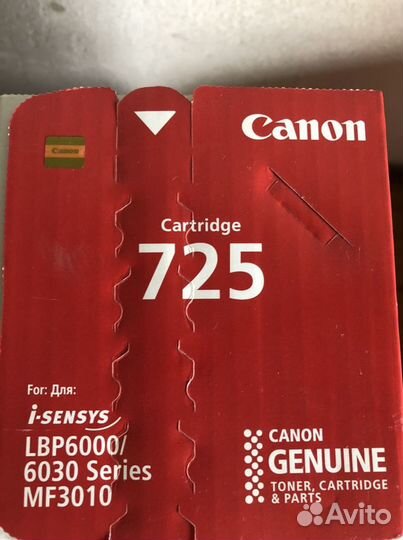 Canon
Canon
Cartridge
725
For: Для:
i-SENSYS
LBP6000/
6030 Series
MF3010
CANON
GENUINE
TONER, CARTRIDGE
& PARTS
Avito